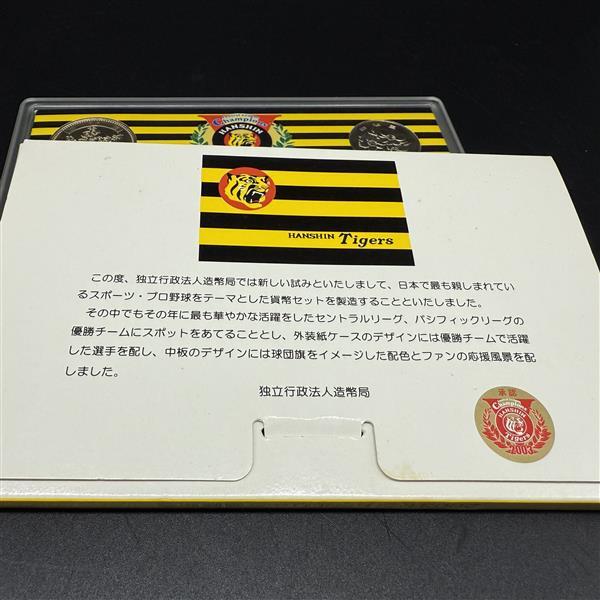 Champions
HANSHIN
HANSHIN Tigers
この度、独立行政法人造幣局では新しい試みといたしまして、日本で最も親しまれてい
るスポーツ・プロ野球をテーマとした貨幣セットを製造することといたしました。
その中でもその年に最も華やかな活躍をしたセントラルリーグ、パシフィックリーグの
優勝チームにスポットをあてることとし、外装紙ケースのデザインには優勝チームで活躍
した選手を配し、中板のデザインには球団旗をイメージした配色とファンの応援風景を配
しました。
独立行政法人造幣局
承認
Champions
HANSHIN
Tigers
2003